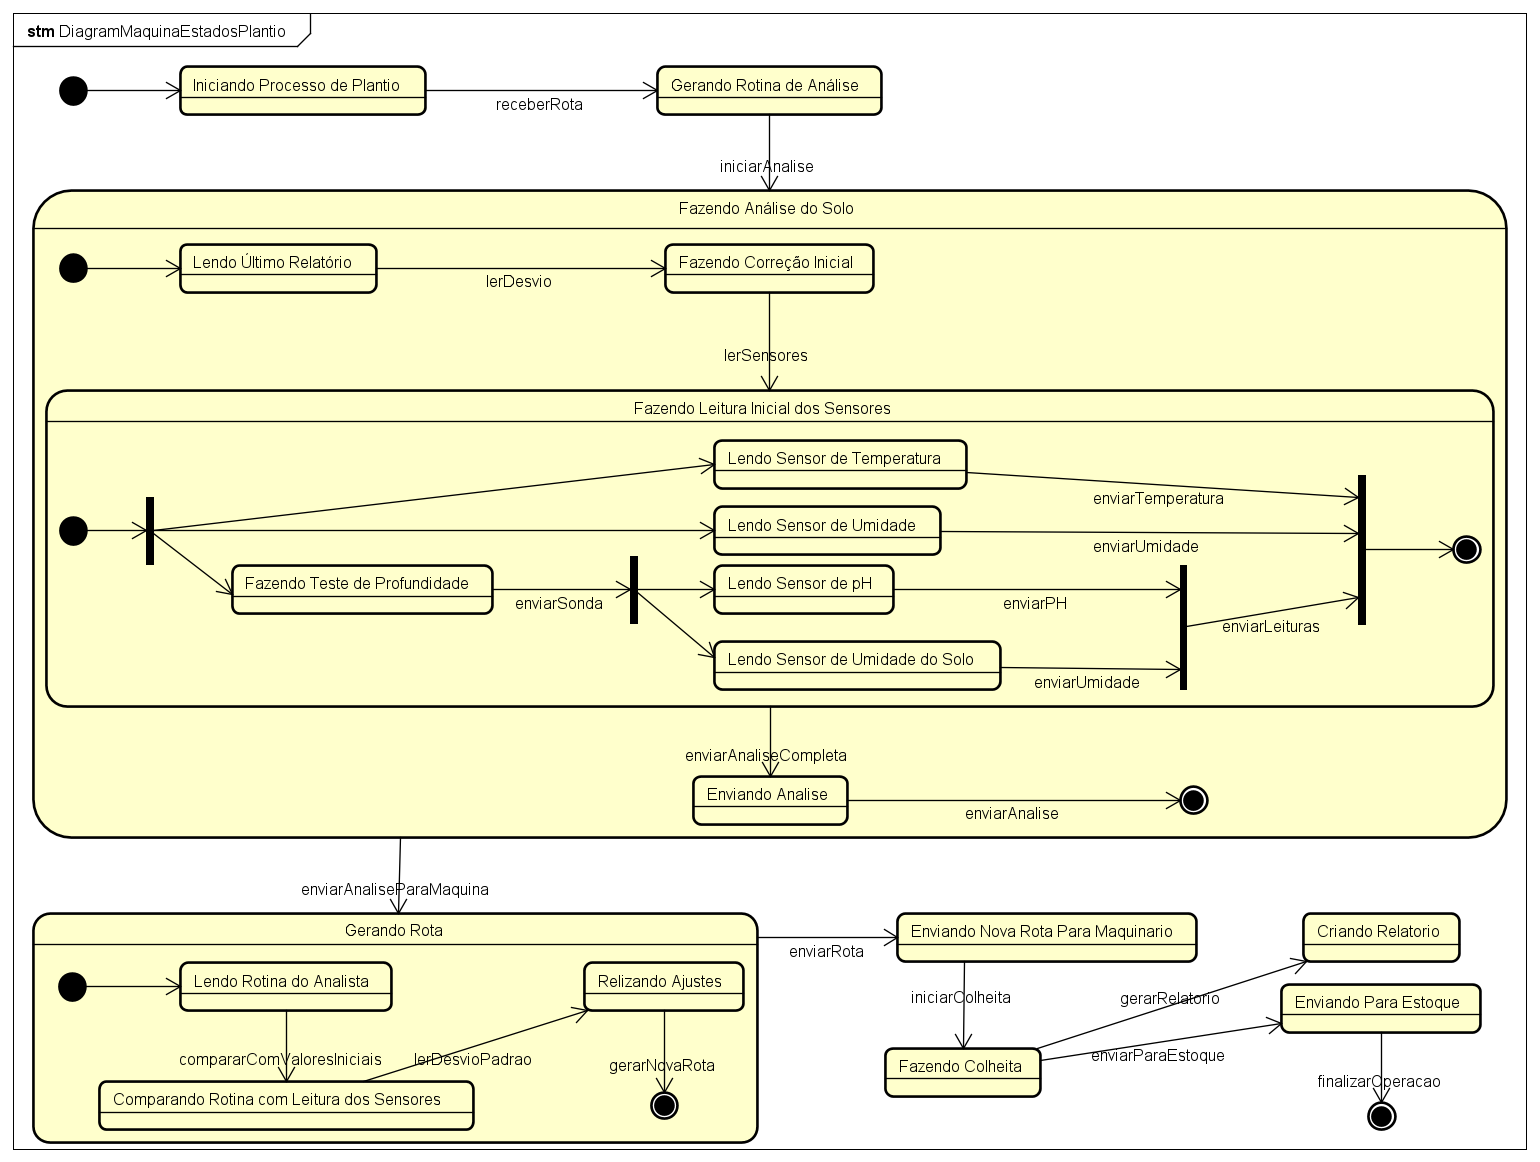 stm DiagramMaquinaEstadosPlantio
Iniciando Processo de Plantio
receberRota
Gerando Rotina de Análise
iniciarAnalise
Fazendo Análise do Solo
Lendo Último Relatório
lerDesvio
Fazendo Correção Inicial
lerSensores
Fazendo Leitura Inicial dos Sensores
Lendo Sensor de Temperatura
enviarTemperatura
Lendo Sensor de Umidade
enviarUmidade
Fazendo Teste de Profundidade
enviarSonda
Lendo Sensor de pH
enviarPH
enviarLeituras
Lendo Sensor de Umidade do Solo
enviarUmidade
enviarAnaliseCompleta
Enviando Analise
enviarAnalise
enviarAnaliseParaMaquina
Gerando Rota
Lendo Rotina do Analista
Relizando Ajustes
compararComValoresIniciais
lerDesvioPadrao
gerarNovaRota
Comparando Rotina com Leitura dos Sensores
enviarRota
Enviando Nova Rota Para Maquinario
Criando Relatorio
iniciarColheita
gerarRelatorio
Enviando Para Estoque
enviarParaEstoque
Fazendo Colheita
finalizarOperacao